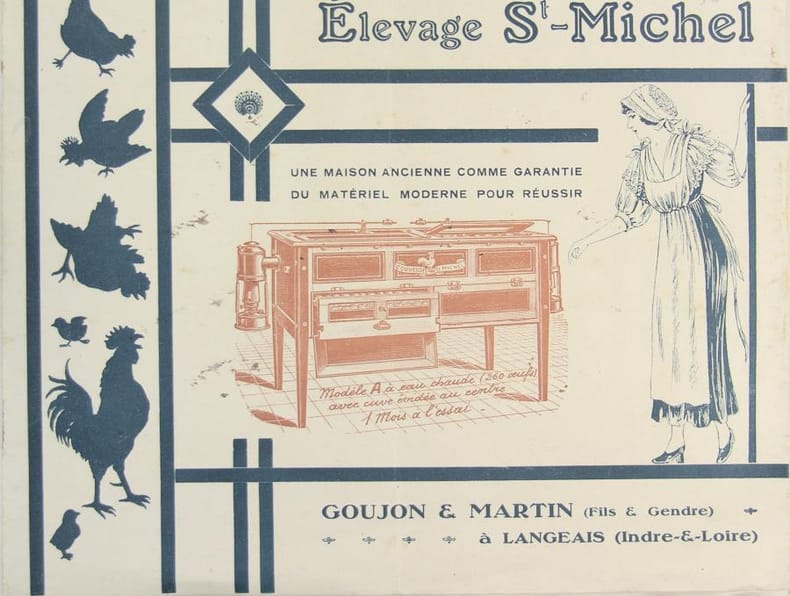 Élevage St-Michel
UNE MAISON ANCIENNE COMME GARANTIE
DU MATÉRIEL MODERNE POUR RÉUSSIR
Modèle A à eau chaude (260 œufs)
avec cuve évidée au centre
1 Mois à l'essai -
GOUJON & MARTIN (Fils & Gendre)
à LANGEAIS (Indre-&-Loire)